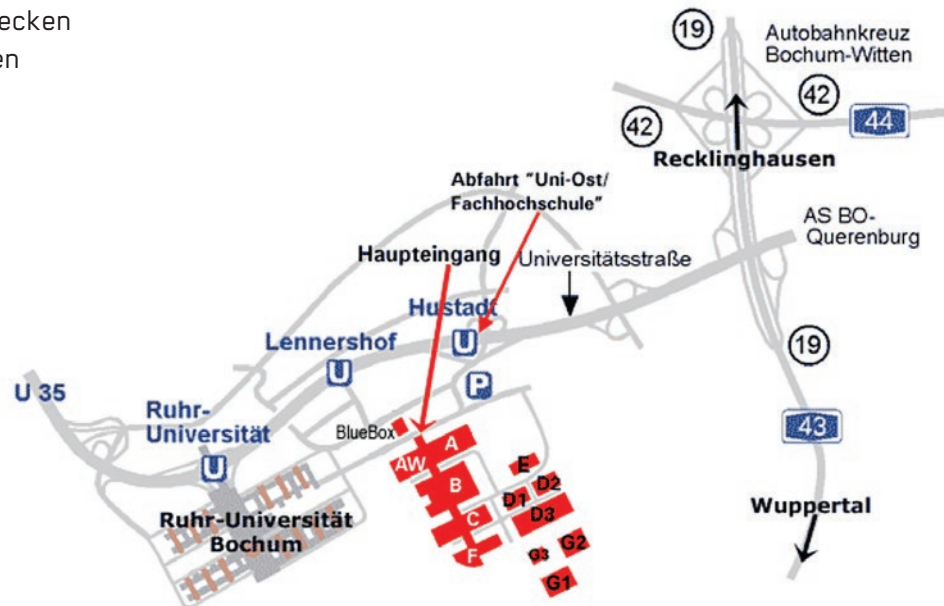 ecken
en
19
Autobahnkreuz
Bochum-Witten
42
42
44
Recklinghausen
Abfahrt "Uni-Ost/
Fachhochschule"
AS BO-
Querenburg
Haupteingang
Universitätsstraße
Hustadt
U
Lennershof
U
19
U 35
P
Ruhr-
Universität
U
43
BlueBox
A
AW
E
B
D2
D1
D3
C
Wuppertal
Ruhr-Universität
Bochum
F
G3
G2
G1